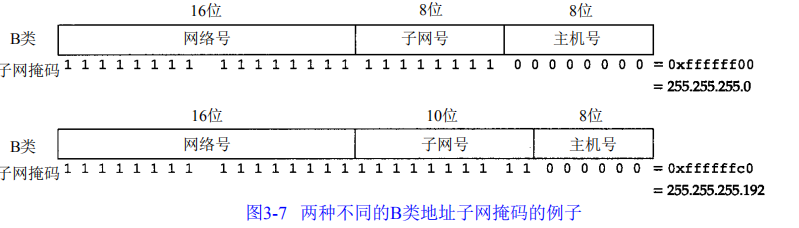 16位 8位 8位
B类 网络号 子网号 主机号
子网掩码 1 1 1 1 1 1 1 1 1 1 1 1 1 1 1 1 1 1 1 1 1 1 1 1 0 0 0 0 0 0 0 0 = 0xffffff00
= 255.255.255.0
16位 10位 8位
B类 网络号 子网号 主机号
子网掩码 1 1 1 1 1 1 1 1 1 1 1 1 1 1 1 1 1 1 1 1 1 1 1 1 1 1 0 0 0 0 0 0 = 0xffffffc0
= 255.255.255.192
图3-7 两种不同的B类地址子网掩码的例子